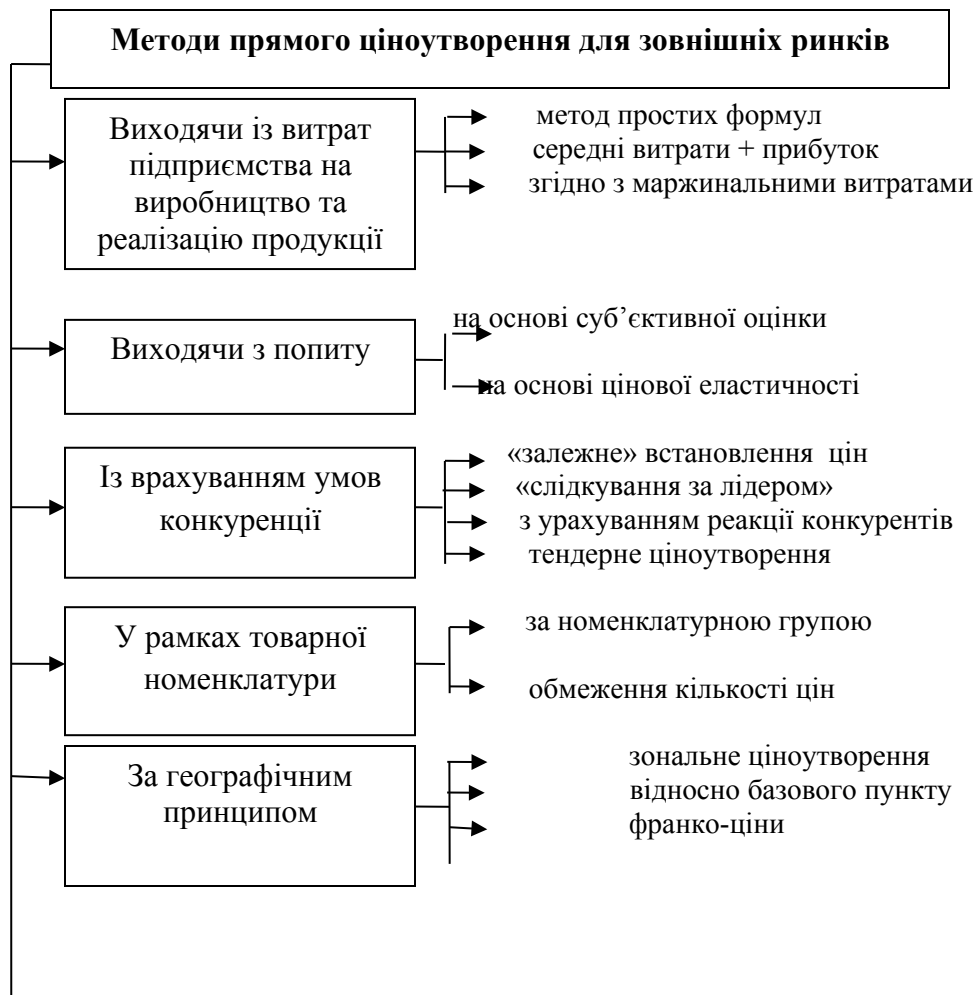 Методи прямого ціноутворення для зовнішніх ринків
Виходячи із витрат
підприємства на
виробництво та
реалізацію продукції
метод простих формул
середні витрати + прибуток
згідно з маржинальними витратами
Виходячи з попиту
на основі суб’єктивної оцінки
на основі цінової еластичності
Із врахуванням умов
конкуренції
«залежне» встановлення цін
«слідкування за лідером»
з урахуванням реакції конкурентів
тендерне ціноутворення
У рамках товарної
номенклатури
за номенклатурною групою
обмеження кількості цін
За географічним
принципом
зональне ціноутворення
відносно базового пункту
франко-ціни